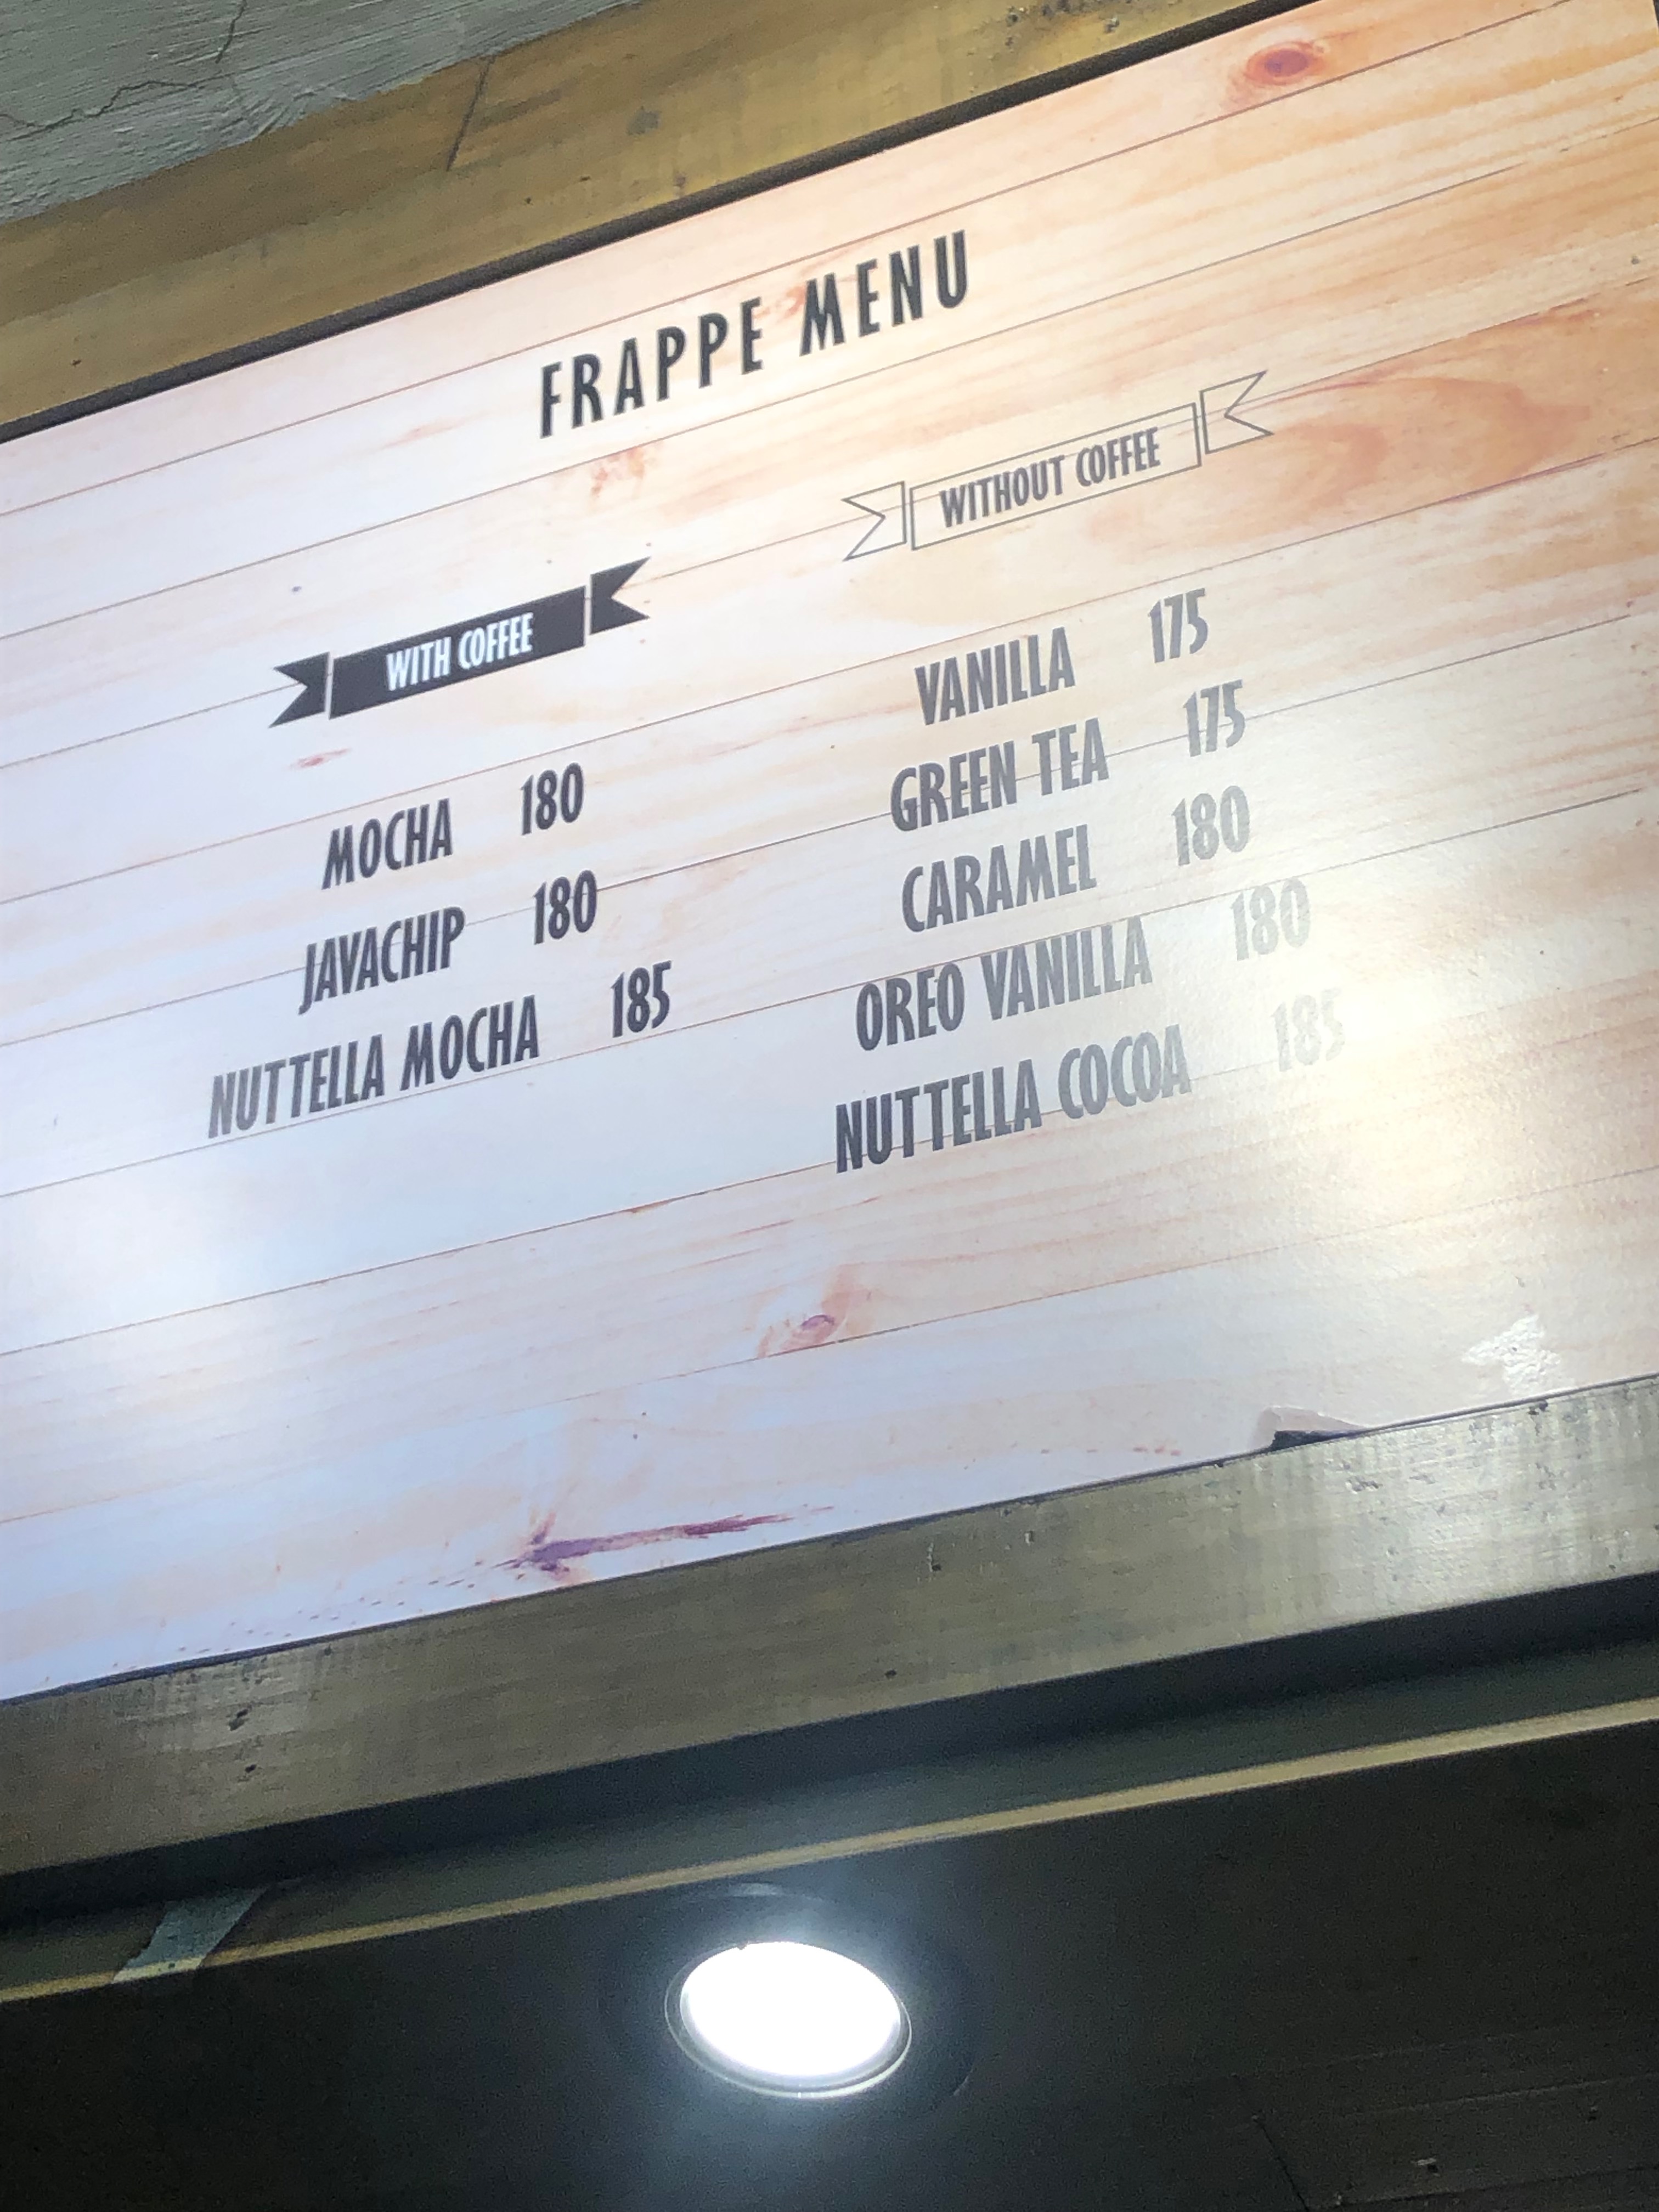 FRAPPE MENU
WITH COFFEE
MOCHA 180
JAVACHIP 180
NUTTELLA MOCHA 185
WITHOUT COFFEE
VANILLA 175
GREEN TEA 175
CARAMEL 180
OREO VANILLA 180
NUTTELLA COCOA 185